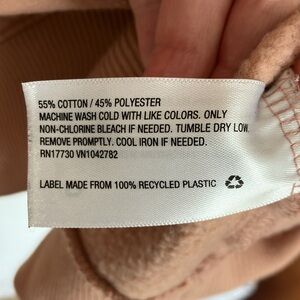 55% COTTON / 45% POLYESTER
MACHINE WASH COLD WITH LIKE COLORS. ONLY
NON-CHLORINE BLEACH IF NEEDED. TUMBLE DRY LOW.
REMOVE PROMPTLY. COOL IRON IF NEEDED.
RN17730 VN1042782
LABEL MADE FROM 100% RECYCLED PLASTIC